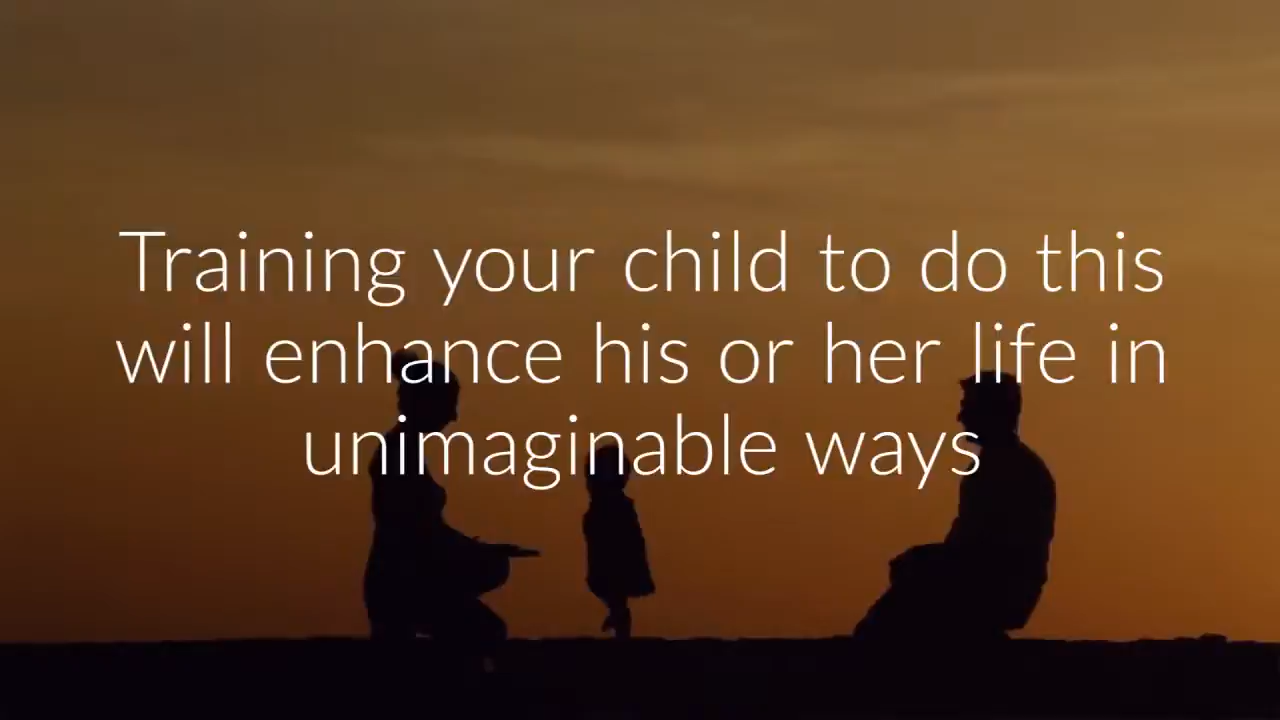 Training your child to do this
will enhance his or her life in
unimaginable ways